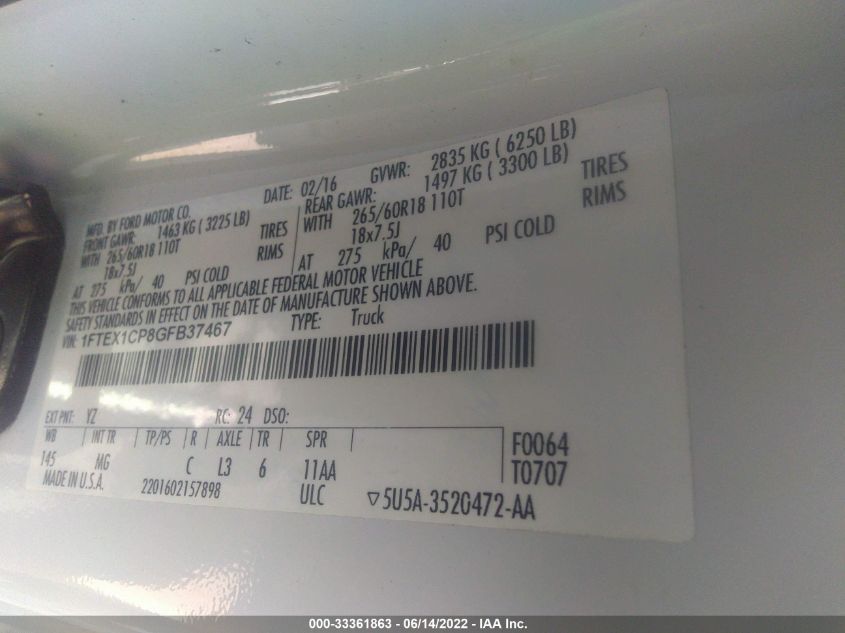 MFD. BY FORD MOTOR CO.
DATE: 02/16 GVWR: 2835 KG ( 6250 LB)
FRONT GAWR: 1463 KG ( 3225 LB) REAR GAWR: 1497 KG ( 3300 LB)
WITH 265/60R18 110T TIRES WITH 265/60R18 110T TIRES
18x7.5J RIMS 18x7.5J RIMS
AT 275 kPa/ 40 PSI COLD AT 275 kPa/ 40 PSI COLD
THIS VEHICLE CONFORMS TO ALL APPLICABLE FEDERAL MOTOR VEHICLE
SAFETY STANDARDS IN EFFECT ON THE DATE OF MANUFACTURE SHOWN ABOVE.
VIN: 1FTEX1CP8GFB37467 TYPE: Truck
EXT PNT: YZ RC: 24 DSO:
WB INT TR TP/PS R AXLE TR SPR F0064
145 MG C L3 6 11AA T0707
MADE IN U.S.A. 2201602157898 ULC ▽5U5A-3520472-AA
000-33361863 - 06/14/2022 - IAA Inc.